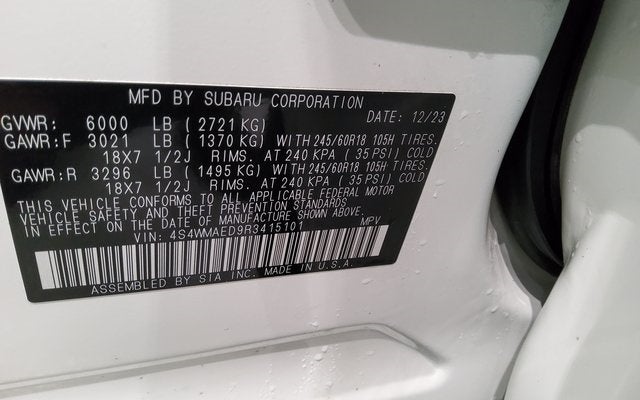 MFD BY SUBARU CORPORATION
DATE: 12/23
GVWR: 6000 LB (2721 KG)
GAWR:F 3021 LB (1370 KG) WITH 245/60R18 105H TIRES.
18X7 1/2J RIMS. AT 240 KPA (35 PSI) COLD
GAWR:R 3296 LB (1495 KG) WITH 245/60R18 105H TIRES.
18X7 1/2J RIMS. AT 240 KPA (35 PSI) COLD
THIS VEHICLE CONFORMS TO ALL APPLICABLE FEDERAL MOTOR
VEHICLE SAFETY AND THEFT PREVENTION STANDARDS
IN EFFECT ON THE DATE OF MANUFACTURE SHOWN ABOVE.
VIN: 4S4WMAED9R3415101 MPV
ASSEMBLED BY SIA INC. MADE IN U.S.A.